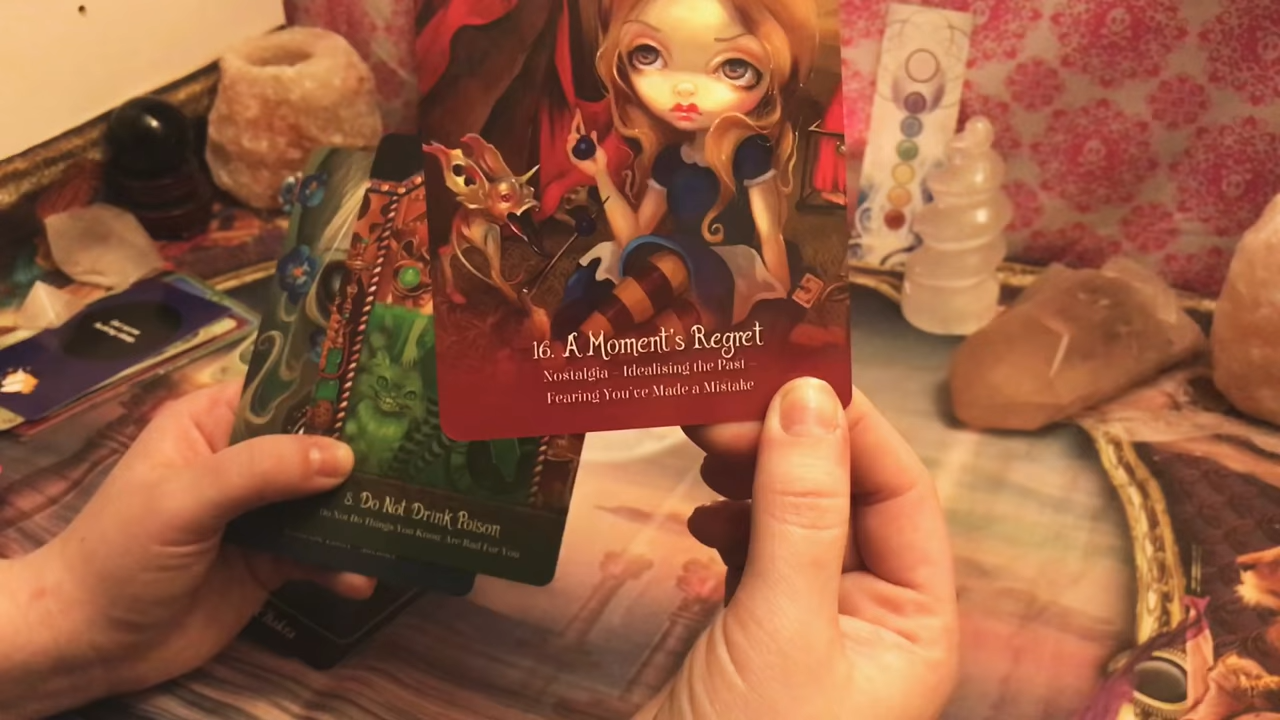 16. A Moment's Regret
Nostalgia – Idealising the Past –
Fearing You've Made a Mistake
8. Do Not Drink Poison
Do Not Do Things You Know Are Bad For You